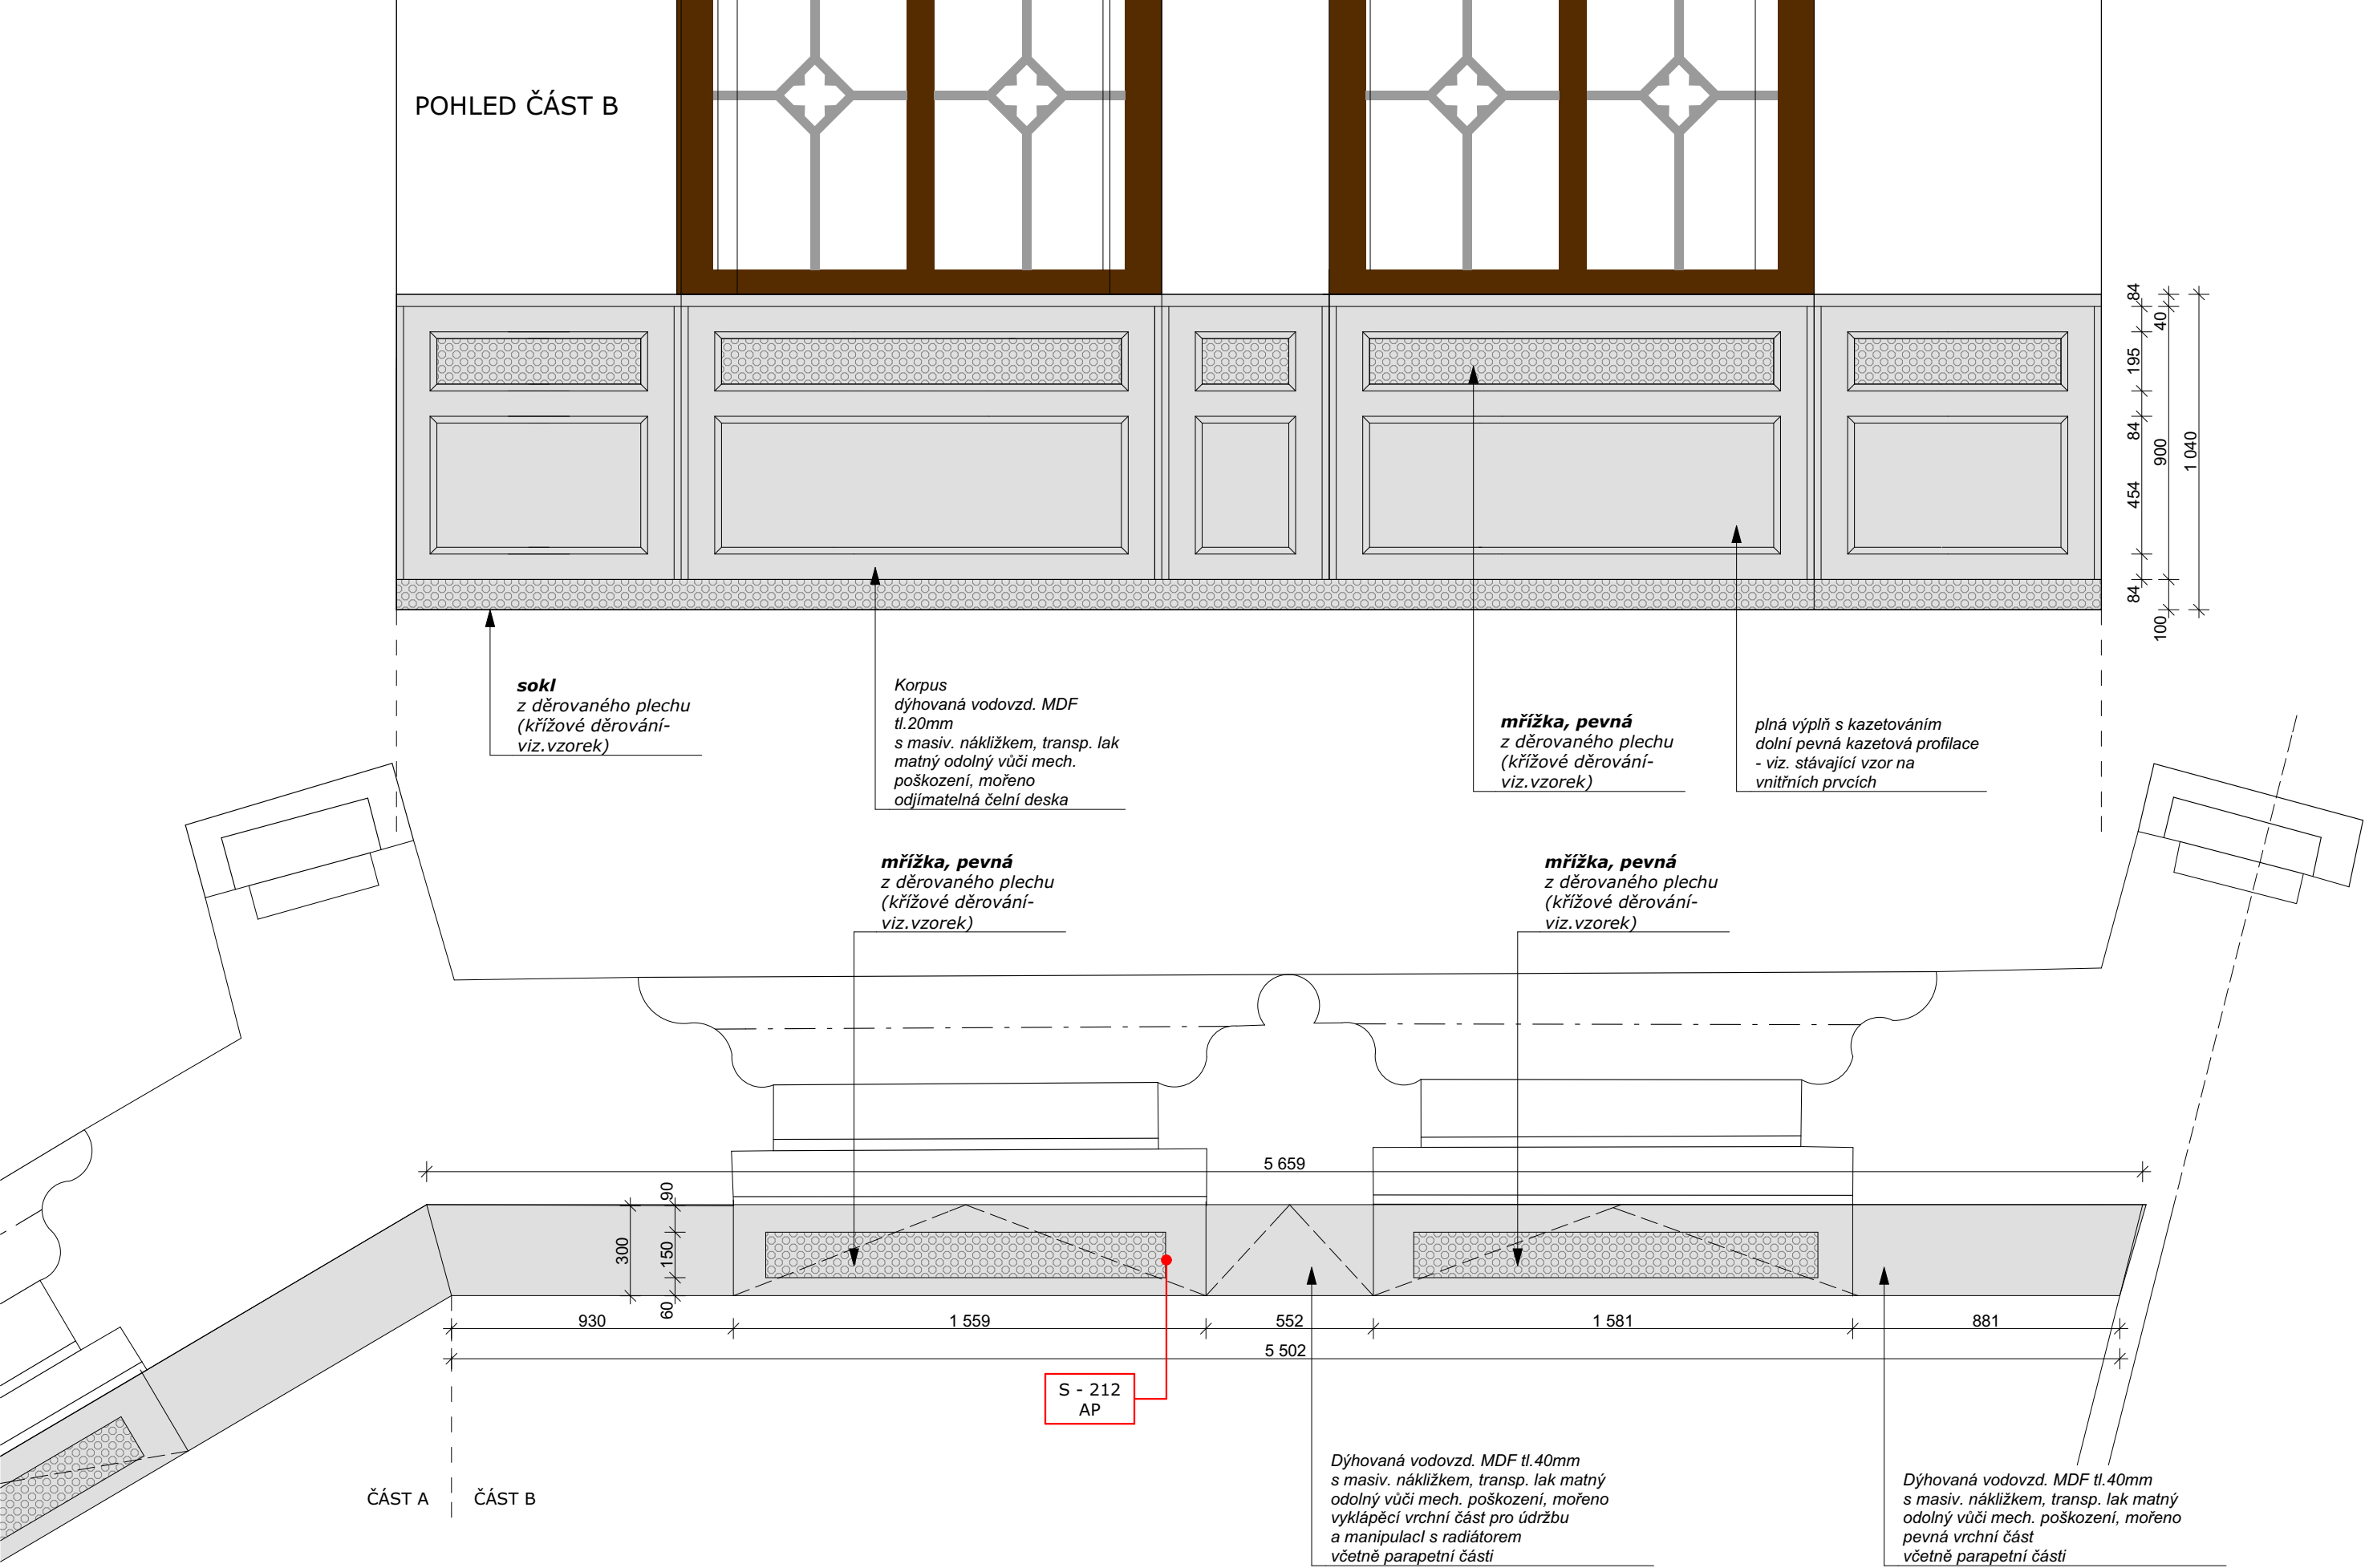 POHLED ČÁST B
84
40
195
84
900
1 040
454
84
100
sokl
z děrovaného plechu
(křížové děrování-
viz.vzorek)
Korpus
dýhovaná vodovzd. MDF
tl.20mm
s masiv. nákližkem, transp. lak
matný odolný vůči mech.
poškození, mořeno
odjímatelná čelní deska
mřížka, pevná
z děrovaného plechu
(křížové děrování-
viz.vzorek)
plná výplň s kazetováním
dolní pevná kazetová profilace
- viz. stávající vzor na
vnitřních prvcích
mřížka, pevná
z děrovaného plechu
(křížové děrování-
viz.vzorek)
mřížka, pevná
z děrovaného plechu
(křížové děrování-
viz.vzorek)
5 659
90
300
150
60
930
1 559
552
1 581
881
5 502
S - 212
AP
ČÁST A
ČÁST B
Dýhovaná vodovzd. MDF tl.40mm
s masiv. nákližkem, transp. lak matný
odolný vůči mech. poškození, mořeno
vyklápěcí vrchní část pro údržbu
a manipulacI s radiátorem
včetně parapetní části
Dýhovaná vodovzd. MDF tl.40mm
s masiv. nákližkem, transp. lak matný
odolný vůči mech. poškození, mořeno
pevná vrchní část
včetně parapetní části